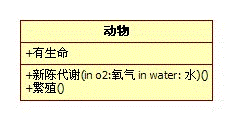 动物
+有生命
+新陈代谢(in o2:氧气 in water: 水)()
+繁殖()